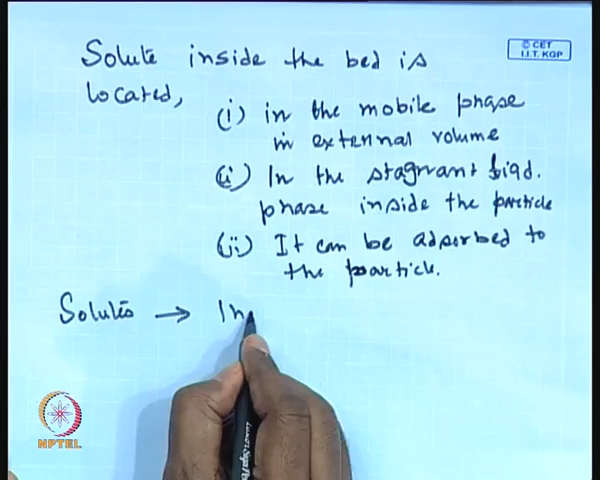 © CET
I.I.T. KGP
Solute inside the bed is
located,
(i) in the mobile phase
in external volume
(ii) In the stagnant liqd.
phase inside the particle
(ii) It can be adsorbed to
the particle.
Solutes → In
NPTEL